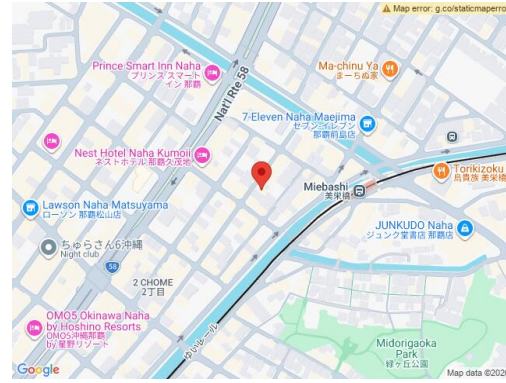 Map error: g.co/staticmaperro
Prince Smart Inn Naha
プリンス スマート
イン 那覇
Nat'l Rte 58
Ma-chinu Ya
まーちぬ家
7-Eleven Naha Maejima
セブン-イレブン
那覇前島店
Nest Hotel Naha Kumoji
ネストホテル 那覇久茂地
Miebashi
美栄橋
Torikizoku
鳥貴族 美栄橋
Lawson Naha Matsuyama
ローソン 那覇松山店
JUNKUDO Naha
ジュンク堂書店 那覇店
ちゅらさん6沖縄
Night club
58
2 CHOME
2丁目
OMO5 Okinawa Naha
by Hoshino Resorts
OMO5沖縄那覇
by 星野リゾート
ゆいレール
Midorigaoka
Park
緑ヶ丘公園
Google
Map data ©2026